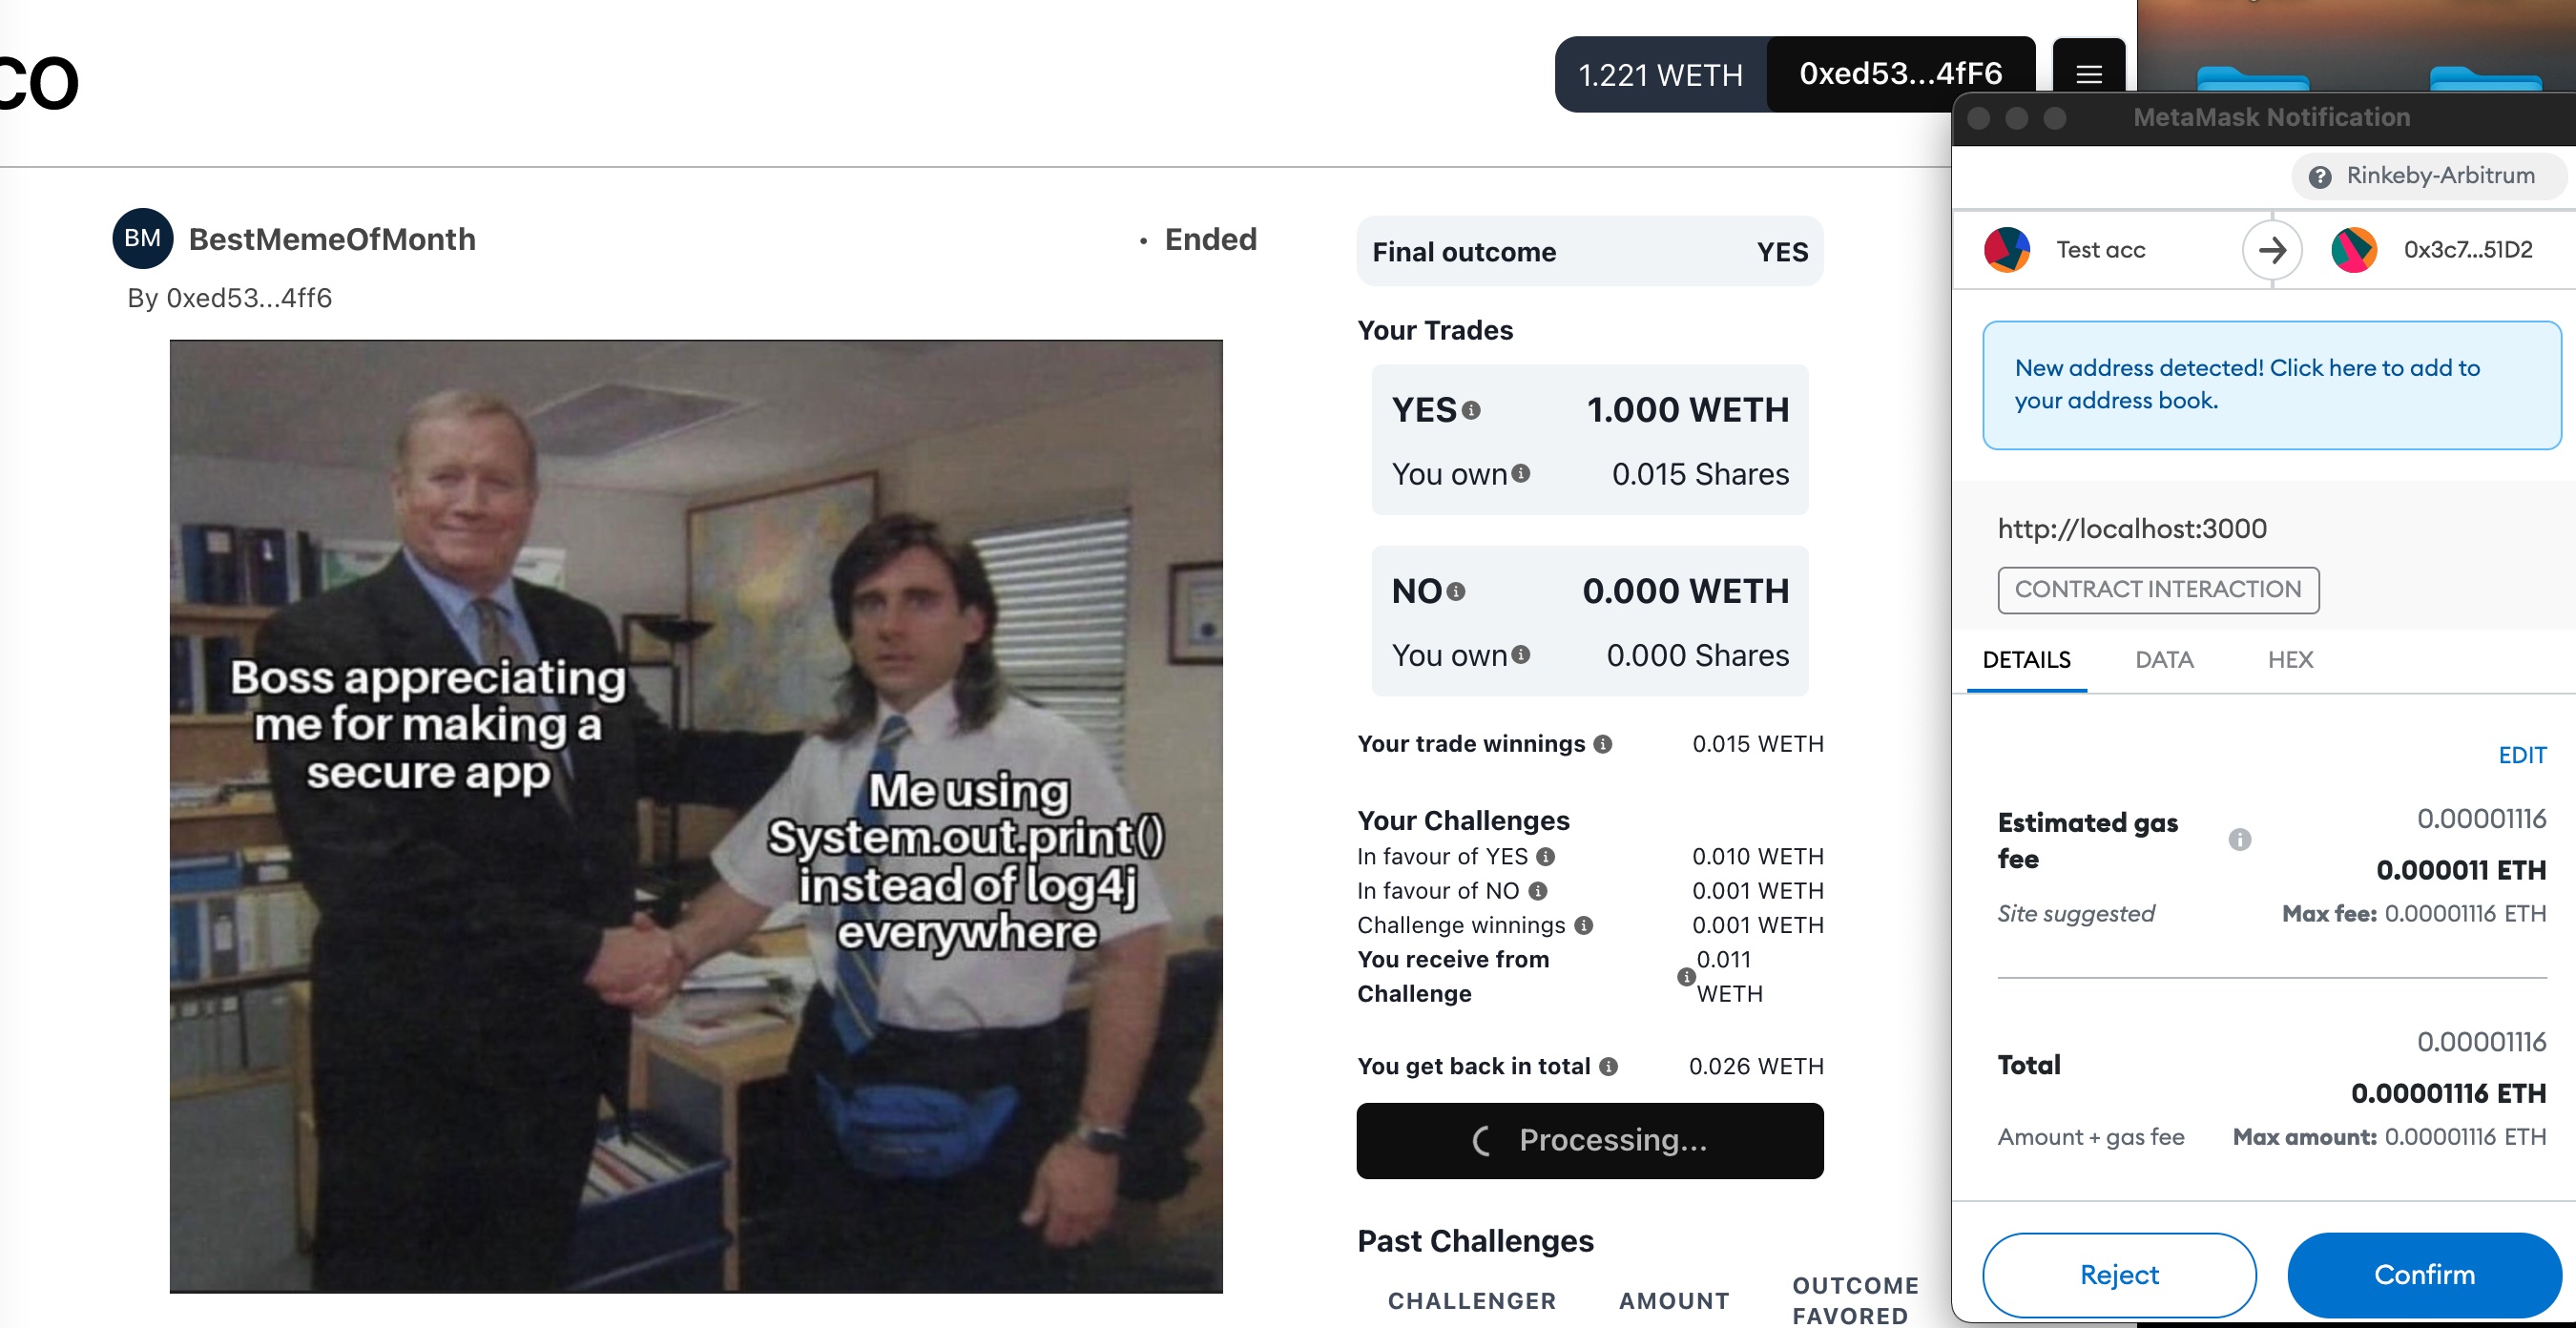 CO
1.221 WETH
0xed53...4fF6
BM
BestMemeOfMonth
• Ended
By 0xed53...4ff6
Boss appreciating
me for making a
secure app
Me using
System.out.print()
instead of log4j
everywhere
Final outcome YES
Your Trades
YES 1.000 WETH
You own 0.015 Shares
NO 0.000 WETH
You own 0.000 Shares
Your trade winnings 0.015 WETH
Your Challenges
In favour of YES 0.010 WETH
In favour of NO 0.001 WETH
Challenge winnings 0.001 WETH
You receive from
Challenge
0.011
WETH
You get back in total 0.026 WETH
Processing...
Past Challenges
CHALLENGER
AMOUNT
OUTCOME
FAVORED
MetaMask Notification
Rinkeby-Arbitrum
Test acc
0x3c7...51D2
New address detected! Click here to add to
your address book.
http://localhost:3000
CONTRACT INTERACTION
DETAILS
DATA
HEX
EDIT
Estimated gas
fee
0.00001116
0.000011 ETH
Site suggested
Max fee: 0.00001116 ETH
Total
0.00001116
0.00001116 ETH
Amount + gas fee
Max amount: 0.00001116 ETH
Reject
Confirm